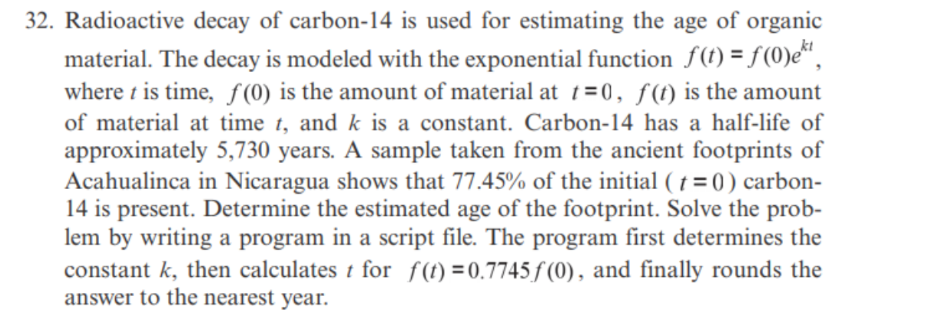 32. Radioactive decay of carbon-14 is used for estimating the age of organic
material. The decay is modeled with the exponential function f(t) = f(0)e^{kt},
where t is time, f(0) is the amount of material at t=0, f(t) is the amount
of material at time t, and k is a constant. Carbon-14 has a half-life of
approximately 5,730 years. A sample taken from the ancient footprints of
Acahualinca in Nicaragua shows that 77.45% of the initial (t=0) carbon-
14 is present. Determine the estimated age of the footprint. Solve the prob-
lem by writing a program in a script file. The program first determines the
constant k, then calculates t for f(t) =0.7745f(0), and finally rounds the
answer to the nearest year.